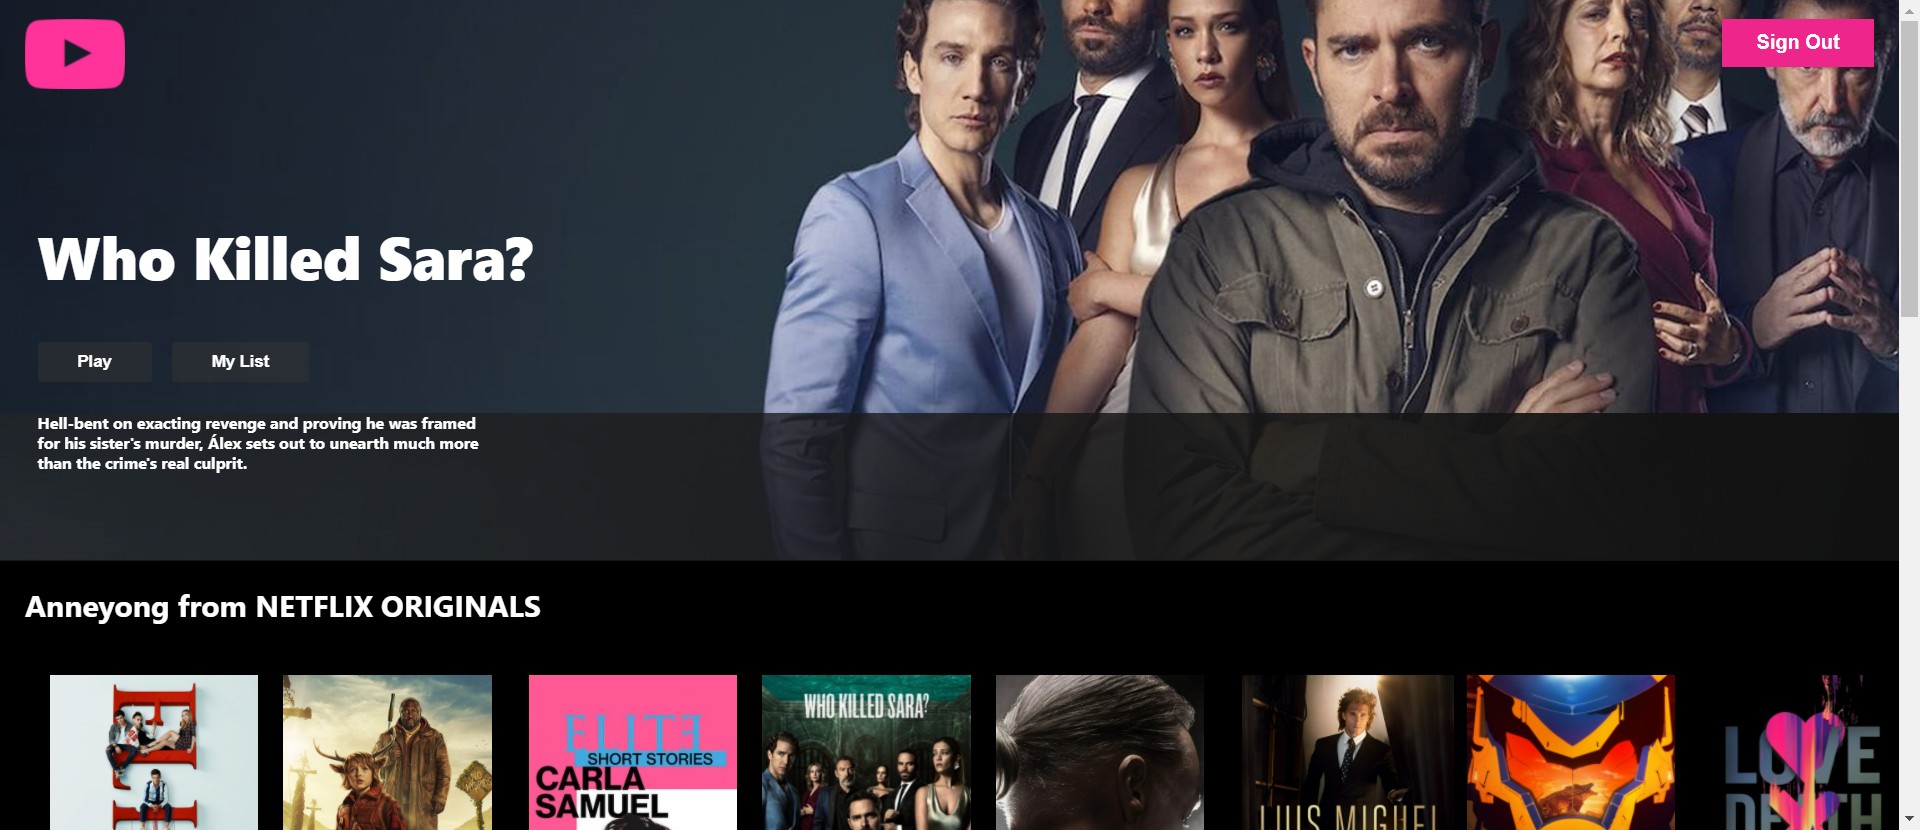 Sign Out
Who Killed Sara?
Play
My List
Hell-bent on exacting revenge and proving he was framed
for his sister's murder, Álex sets out to unearth much more
than the crime's real culprit.
Anneyong from NETFLIX ORIGINALS
ELITE
SHORT STORIES
CARLA
SAMUEL
WHO KILLED SARA?
LUIS MIGUEL
LOVE
DEATH